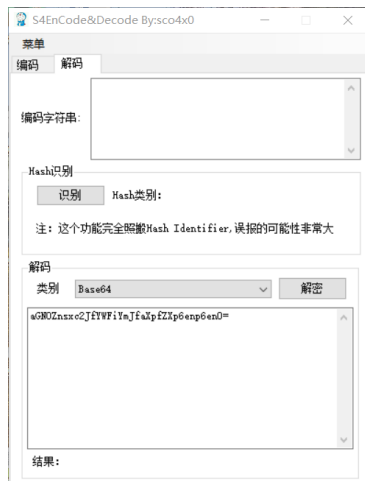 S4EnCode&Decode By:sco4x0
菜单
编码 解码
编码字符串:
Hash识别
识别 Hash类别:
注: 这个功能完全照搬Hash Identifier,误报的可能性非常大
解码
类别 Base64 解密
aGN0Znsxc2JfYWFiYmJfaXpfZXp6enp6en0=
结果: